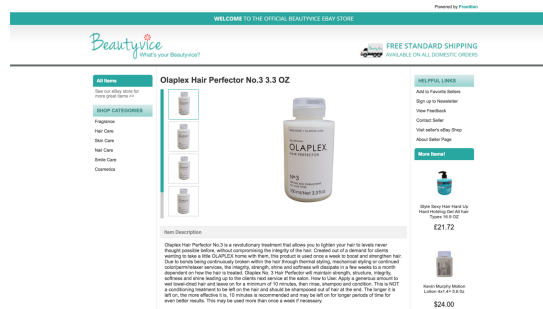 Powered by Frooition
WELCOME TO THE OFFICIAL BEAUTYVICE EBAY STORE
Beautyvice
What's your Beautyvice?
FREE STANDARD SHIPPING
AVAILABLE ON ALL DOMESTIC ORDERS
All Items
See our eBay store for
more great items >>
SHOP CATEGORIES
Fragrance
Hair Care
Skin Care
Nail Care
Smile Care
Cosmetics
Olaplex Hair Perfector No.3 3.3 OZ
OLAPLEX.
HAIR PERFECTOR
Nº3
100ml/Net 3.3fl.oz
Item Description
Olaplex Hair Perfector No.3 is a revolutionary treatment that allows you to lighten your hair to levels never
thought possible before, without compromising the integrity of the hair. Created out of a demand for clients
wanting to take a little OLAPLEX home with them, this product is used once a week to boost and strengthen hair.
Due to bonds being continuously broken within the hair through thermal styling, mechanical styling or continued
color/perm/relaxer services, the integrity, strength, shine and softness will dissipate in a few weeks to a month
dependent on how the hair is treated. Olaplex No. 3 Hair Perfector will maintain strength, structure, integrity,
softness and shine leading up to the clients next service at the salon. How to Use: Apply a generous amount to
wet towel-dried hair and leave on for a minimum of 10 minutes, then rinse, shampoo and condition. This is NOT
a conditioning treatment to be left on the hair and should be shampooed out of hair at the end. The longer it is
left on, the more effective it is, 10 minutes is recommended and may be left on for longer periods of time for
even better results. This may be used more than once a week if necessary.
HELPFUL LINKS
Add to Favorite Sellers
Sign up to Newsletter
View Feedback
Contact Seller
Visit seller's eBay Shop
About Seller Page
More Items!
Style Sexy Hair Hard Up
Hard Holding Gel All hair
Types 16.9 OZ
£21.72
Kevin Murphy Motion
Lotion
$24.00